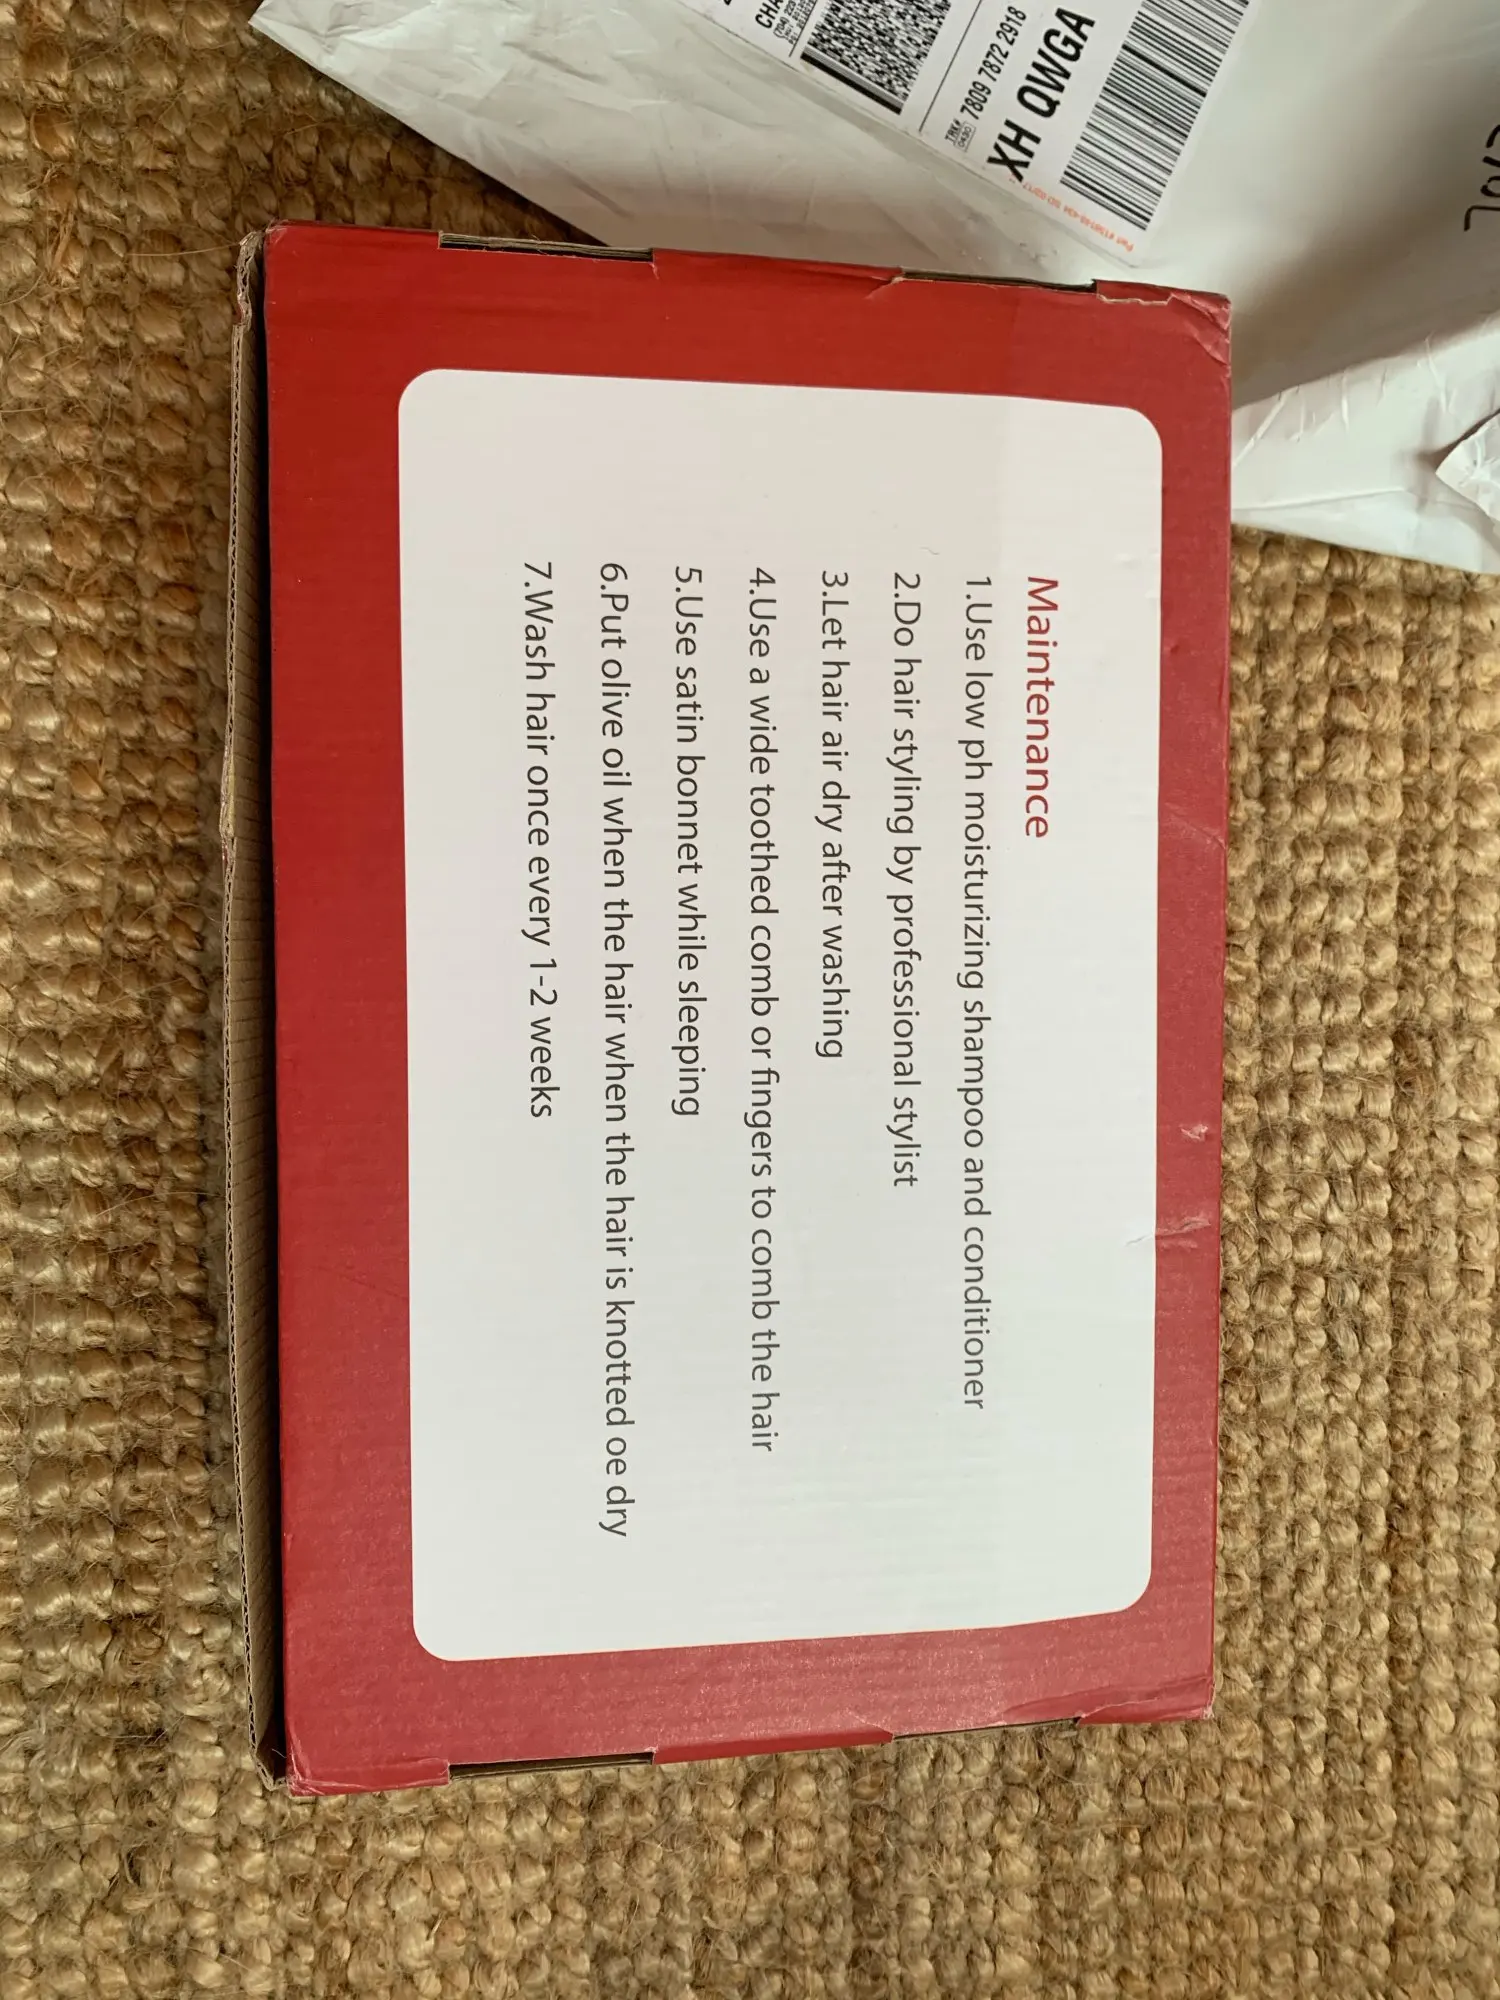 Maintenance
1.Use low ph moisturizing shampoo and conditioner
2.Do hair styling by professional stylist
3.Let hair air dry after washing
4.Use a wide toothed comb or fingers to comb the hair
5.Use satin bonnet while sleeping
6.Put olive oil when the hair when the hair is knotted oe dry
7.Wash hair once every 1-2 weeks
CHA
TRK# 7809 7872 2918
XH QWGA